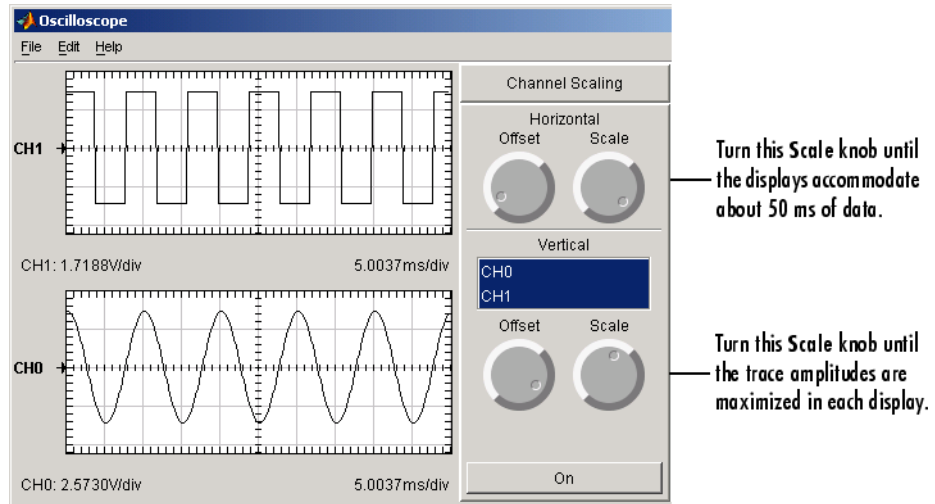 Oscilloscope
File Edit Help
CH1
CH1: 1.7188V/div 5.0037ms/div
CH0
CH0: 2.5730V/div 5.0037ms/div
Channel Scaling
Horizontal
Offset Scale
Vertical
CH0
CH1
Offset Scale
On
Turn this Scale knob until
the displays accommodate
about 50 ms of data.
Turn this Scale knob until
the trace amplitudes are
maximized in each display.